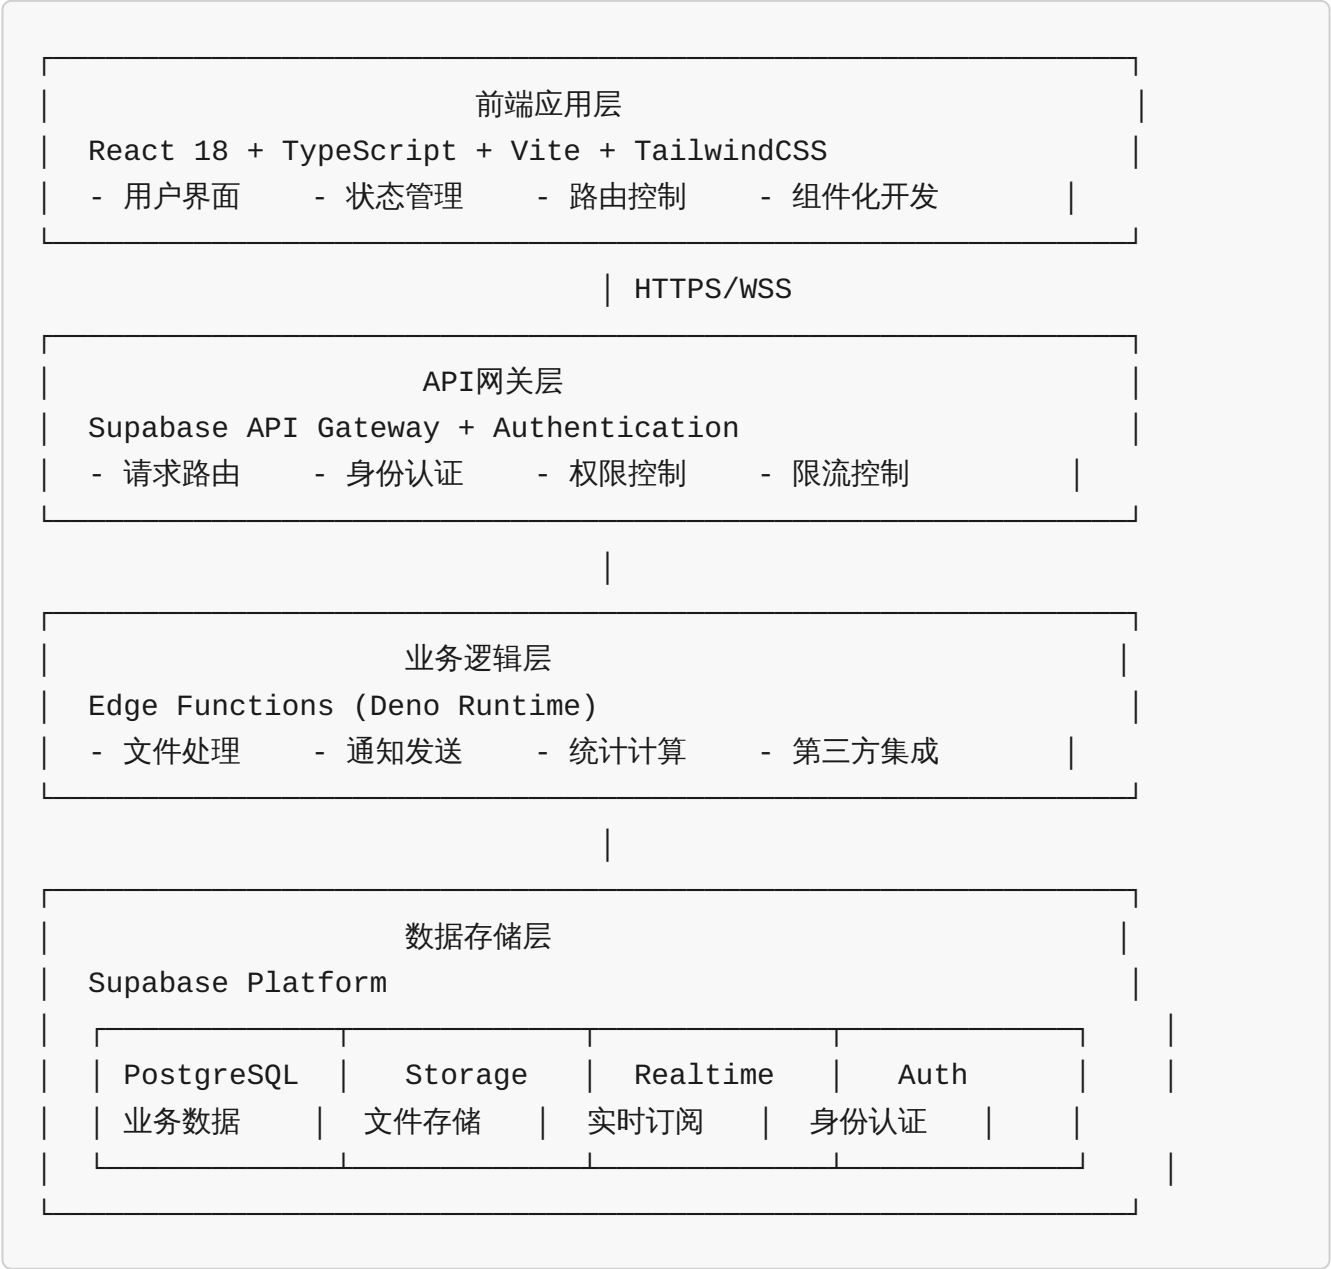 前端应用层
React 18 + TypeScript + Vite + TailwindCSS
- 用户界面    - 状态管理    - 路由控制    - 组件化开发
HTTPS/WSS
API网关层
Supabase API Gateway + Authentication
- 请求路由    - 身份认证    - 权限控制    - 限流控制
业务逻辑层
Edge Functions (Deno Runtime)
- 文件处理    - 通知发送    - 统计计算    - 第三方集成
数据存储层
Supabase Platform
PostgreSQL    Storage    Realtime    Auth
业务数据    文件存储    实时订阅    身份认证